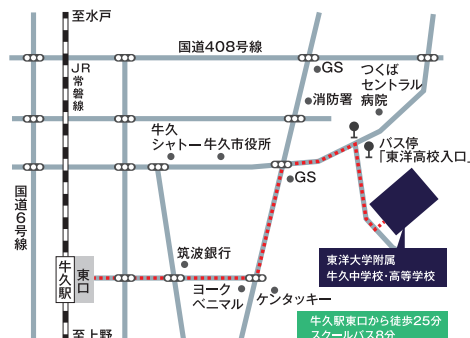 至水戸
国道408号線
GS
つくば
セントラル
病院
JR
常磐線
消防署
牛久
シャトー
牛久市役所
バス停
「東洋高校入口」
GS
国道6号線
東洋大学附属
牛久中学校・高等学校
筑波銀行
牛久駅
東口
ヨーク
ベニマル
ケンタッキー
牛久駅東口から徒歩25分
スクールバス8分
至上野